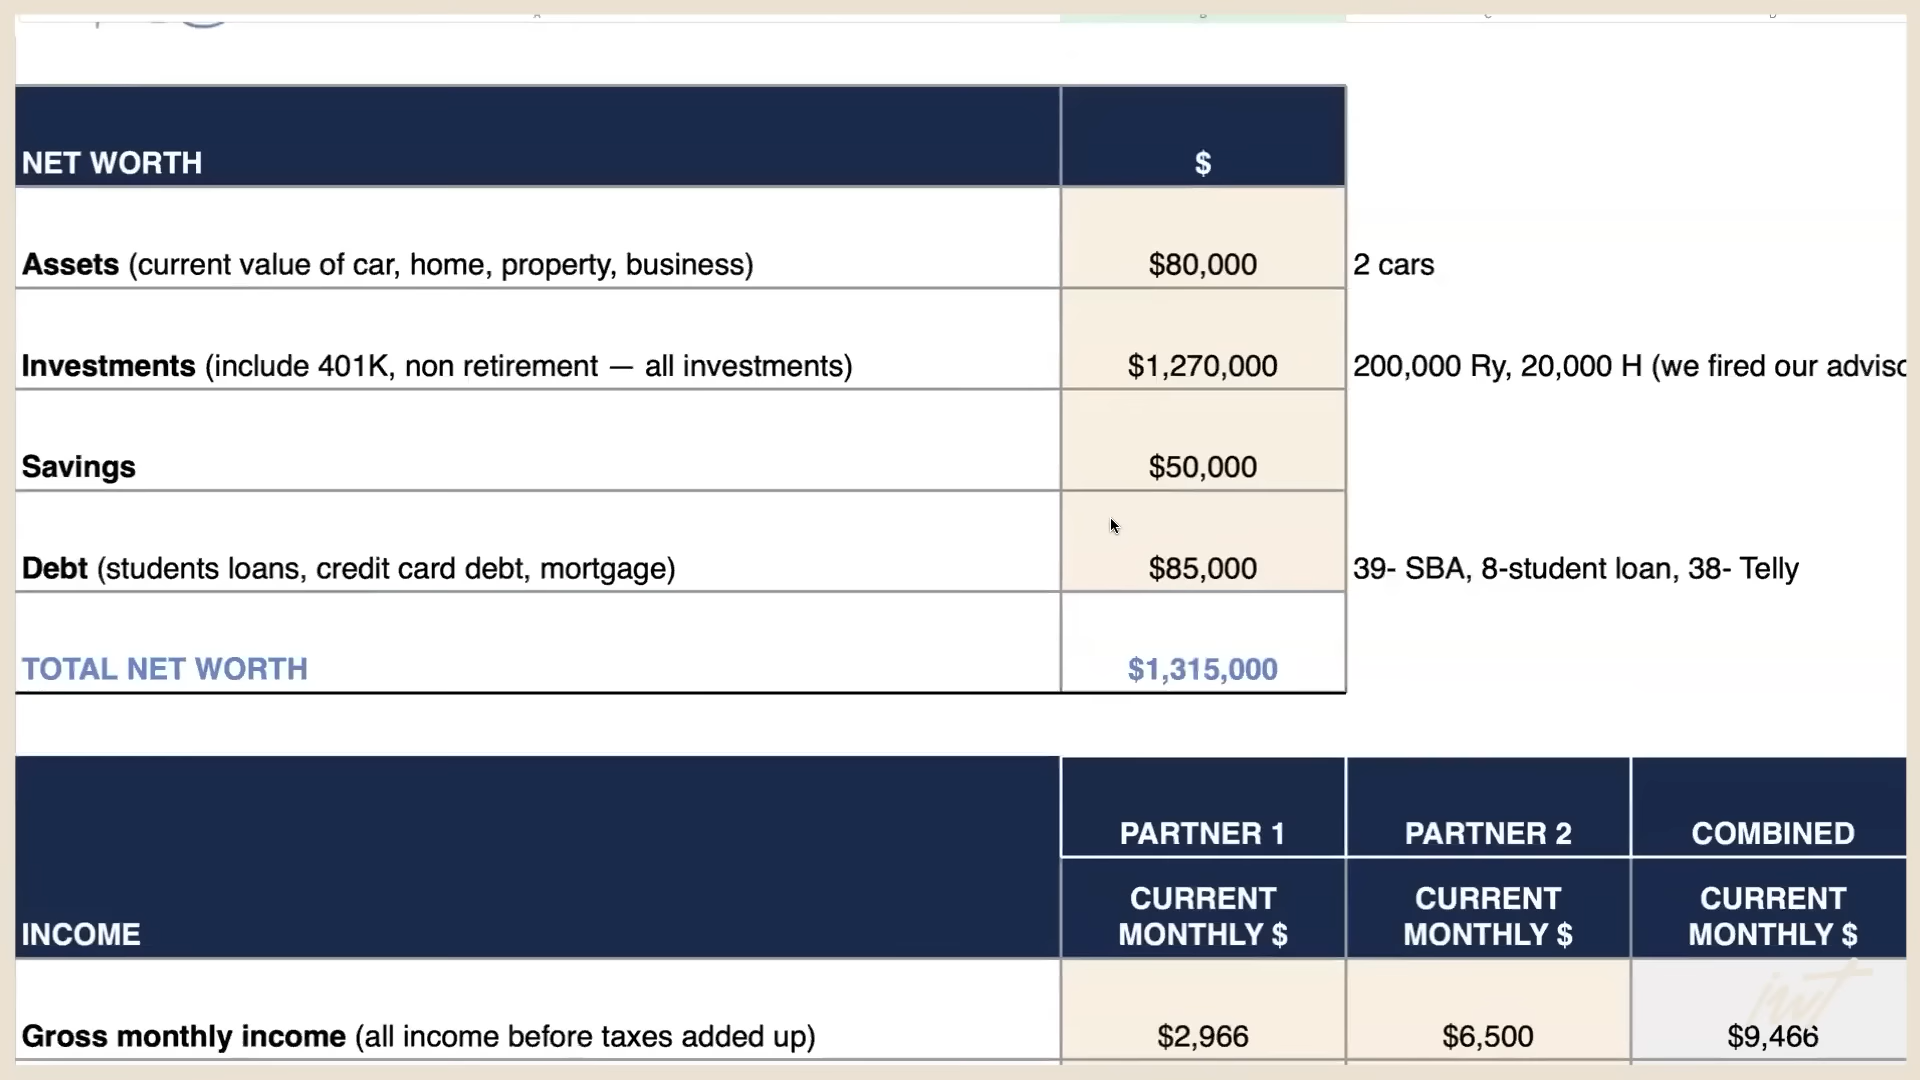 NET WORTH $
Assets (current value of car, home, property, business) $80,000 2 cars
Investments (include 401K, non retirement — all investments) $1,270,000 200,000 Ry, 20,000 H (we fired our
Savings $50,000
Debt (students loans, credit card debt, mortgage) $85,000 39- SBA, 8-student loan, 38- Telly
TOTAL NET WORTH $1,315,000
PARTNER 1 PARTNER 2 COMBINED
INCOME CURRENT MONTHLY $ CURRENT MONTHLY $ CURRENT MONTHLY $
Gross monthly income (all income before taxes added up) $2,966 $6,500 $9,466
iwt